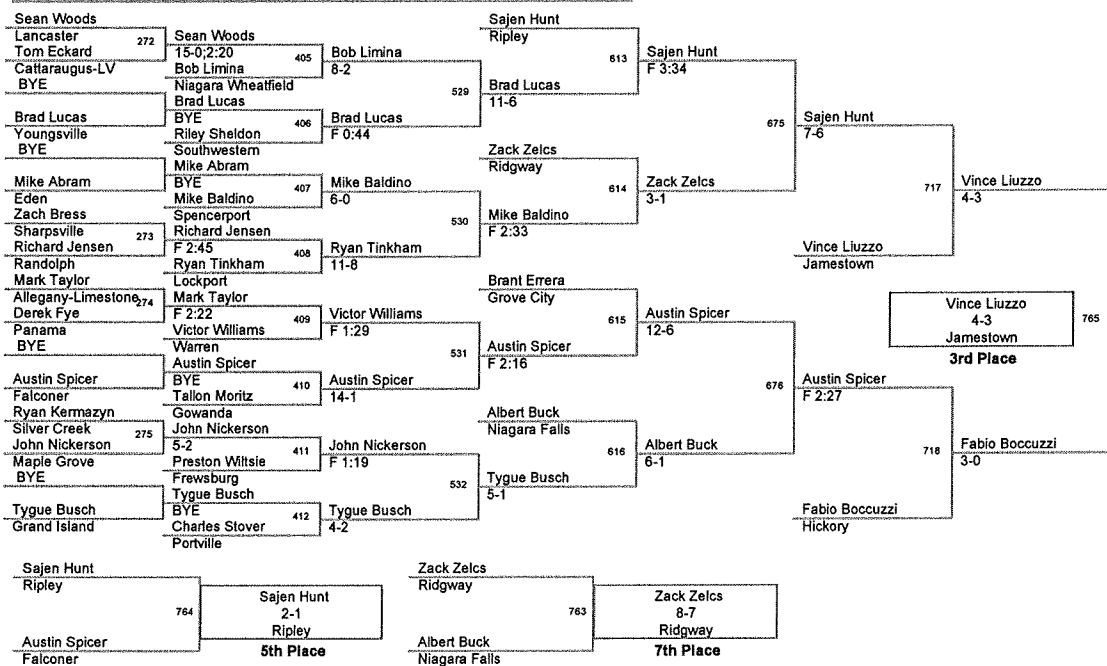 Sean Woods
Lancaster
272
Tom Eckard
Cattaraugus-LV
BYE
Brad Lucas
Youngsville
BYE
Mike Abram
Eden
Zach Bress
Sharpsville
273
Richard Jensen
Randolph
Mark Taylor
Allegany-Limestone
274
Derek Fye
Panama
BYE
Austin Spicer
Falconer
Ryan Kermazyn
Silver Creek
275
John Nickerson
Maple Grove
BYE
Tygue Busch
Grand Island
Sean Woods
15-0;2:20
405
Bob Limina
Niagara Wheatfield
Brad Lucas
BYE
406
Riley Sheldon
Southwestern
Mike Abram
BYE
407
Mike Baldino
Spencerport
Richard Jensen
F 2:45
408
Ryan Tinkham
Lockport
Mark Taylor
F 2:22
409
Victor Williams
Warren
Austin Spicer
BYE
410
Tallon Moritz
Gowanda
John Nickerson
5-2
411
Preston Wiltsie
Frewsburg
Tygue Busch
BYE
412
Charles Stover
Portville
Bob Limina
8-2
529
Brad Lucas
F 0:44
Mike Baldino
6-0
530
Ryan Tinkham
11-8
Victor Williams
F 1:29
531
Austin Spicer
14-1
John Nickerson
F 1:19
532
Tygue Busch
4-2
Sajen Hunt
Ripley
613
Brad Lucas
11-6
Zack Zelcs
Ridgway
614
Mike Baldino
F 2:33
Brant Errera
Grove City
615
Austin Spicer
F 2:16
Albert Buck
Niagara Falls
616
Tygue Busch
5-1
Sajen Hunt
F 3:34
675
Zack Zelcs
3-1
Austin Spicer
12-6
676
Albert Buck
6-1
Sajen Hunt
7-6
717
Vince Liuzzo
Jamestown
Austin Spicer
F 2:27
718
Fabio Boccuzzi
Hickory
Vince Liuzzo
4-3
Vince Liuzzo
4-3
765
Jamestown
3rd Place
Fabio Boccuzzi
3-0
Sajen Hunt
Ripley
764
Austin Spicer
Falconer
Sajen Hunt
2-1
Ripley
5th Place
Zack Zelcs
Ridgway
763
Albert Buck
Niagara Falls
Zack Zelcs
8-7
Ridgway
7th Place